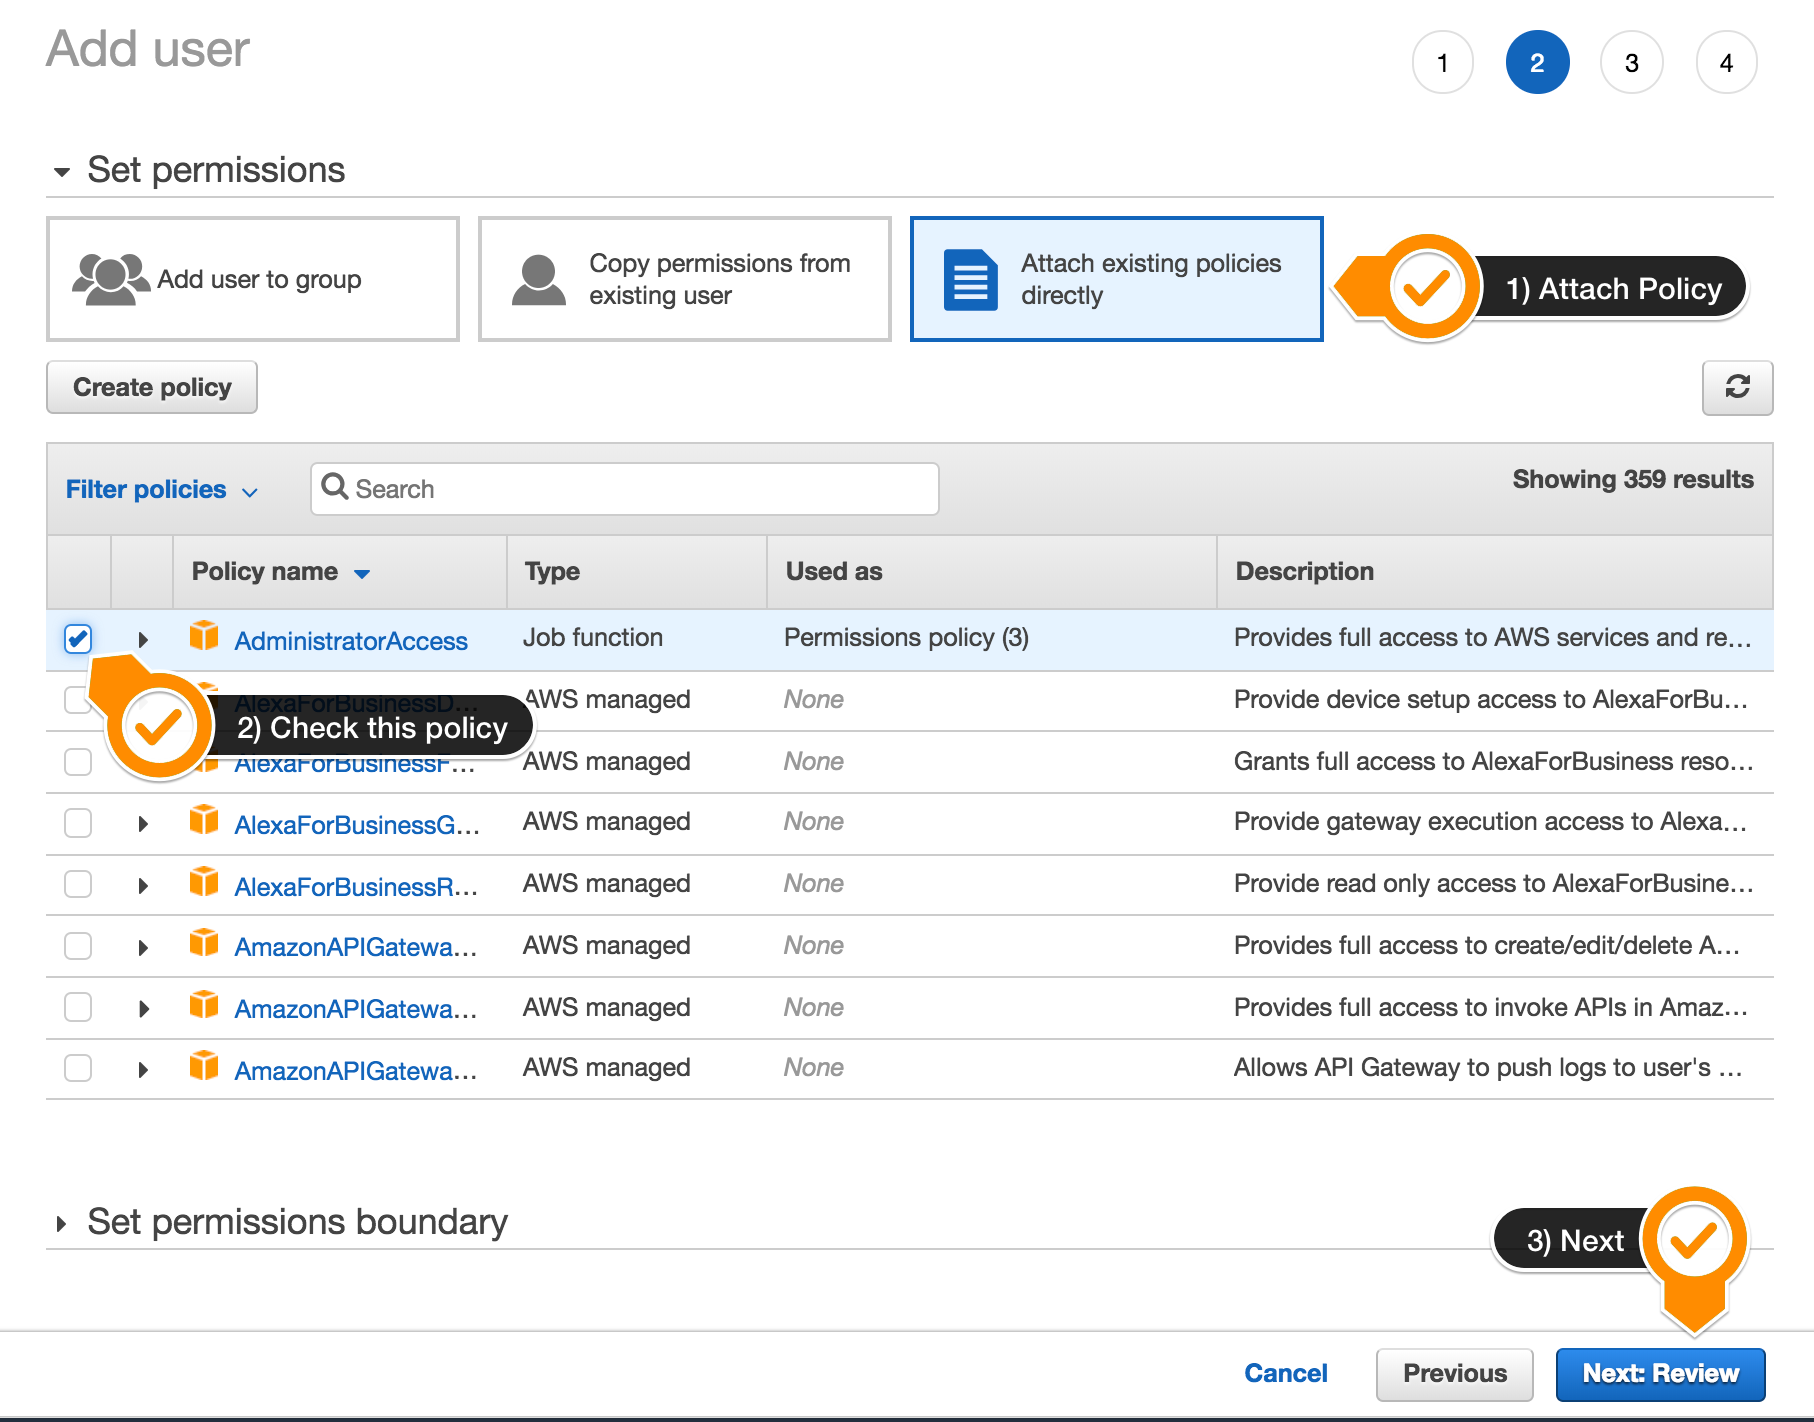 Add user
1 2 3 4
Set permissions
Add user to group
Copy permissions from
existing user
Attach existing policies
directly
1) Attach Policy
Create policy
Filter policies
Search
Showing 359 results
Policy name Type Used as Description
AdministratorAccess Job function Permissions policy (3) Provides full access to AWS services and re...
AlexaForBusinessD... AWS managed None Provide device setup access to AlexaForBu...
2) Check this policy
AlexaForBusinessF... AWS managed None Grants full access to AlexaForBusiness reso...
AlexaForBusinessG... AWS managed None Provide gateway execution access to Alexa...
AlexaForBusinessR... AWS managed None Provide read only access to AlexaForBusine...
AmazonAPIGatewa... AWS managed None Provides full access to create/edit/delete A...
AmazonAPIGatewa... AWS managed None Provides full access to invoke APIs in Amaz...
AmazonAPIGatewa... AWS managed None Allows API Gateway to push logs to user's ...
Set permissions boundary
3) Next
Cancel
Previous
Next: Review